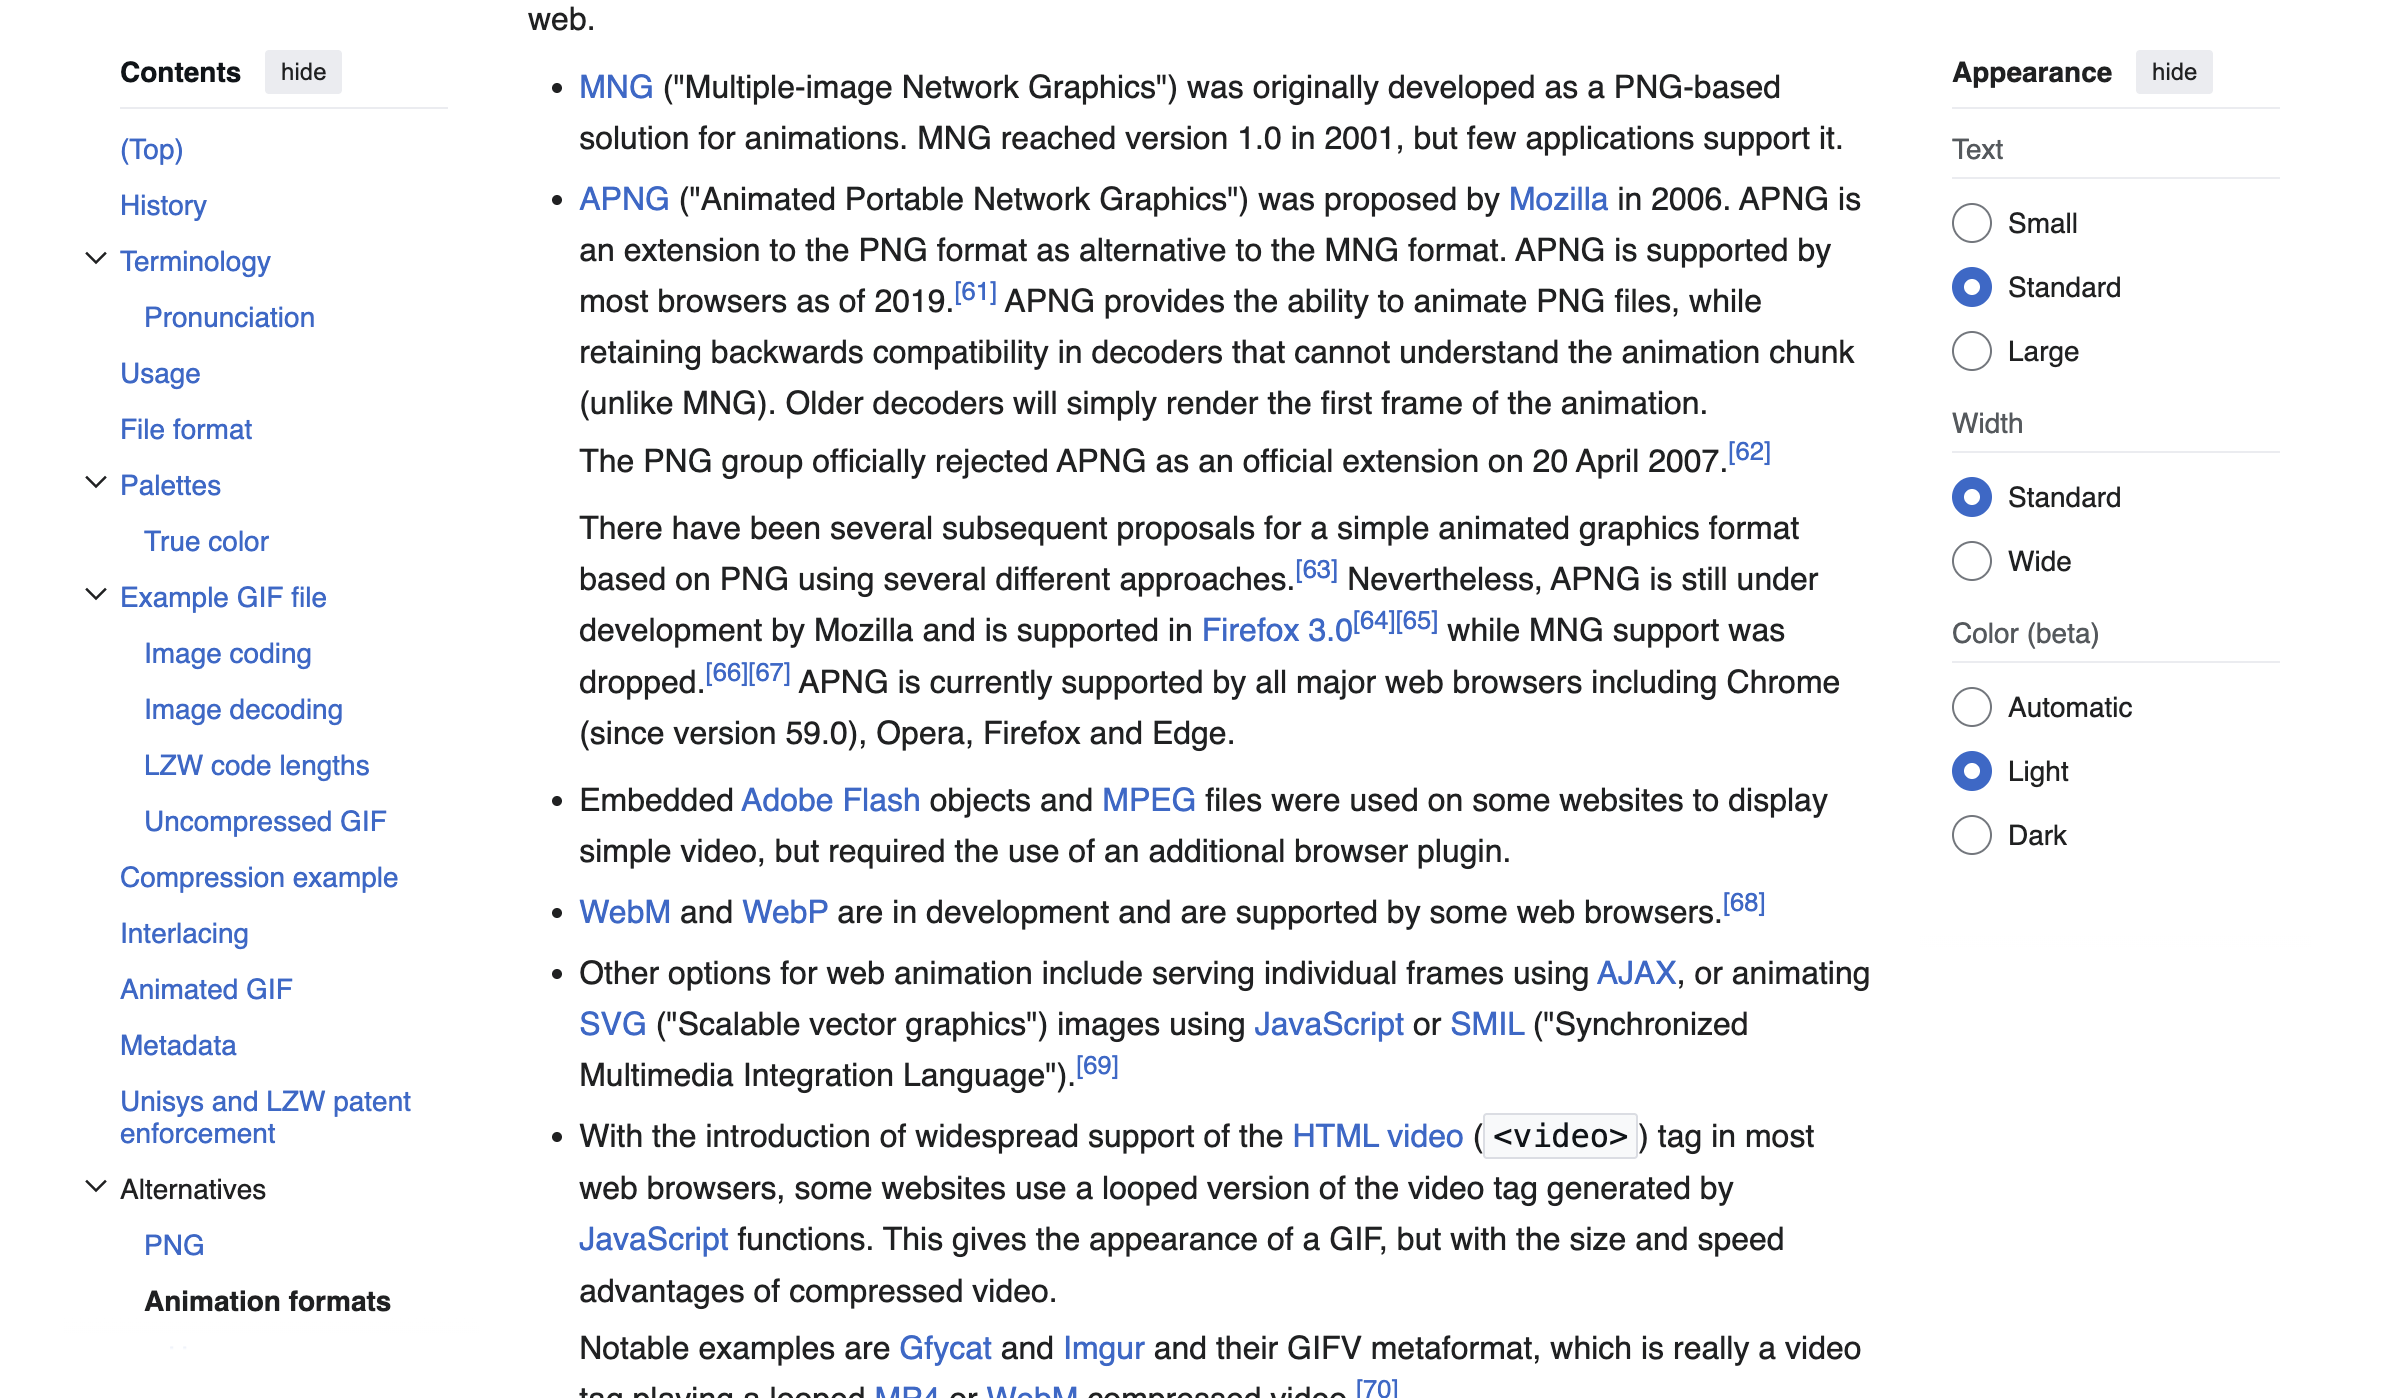 web.
Contents hide
(Top)
History
Terminology
Pronunciation
Usage
File format
Palettes
True color
Example GIF file
Image coding
Image decoding
LZW code lengths
Uncompressed GIF
Compression example
Interlacing
Animated GIF
Metadata
Unisys and LZW patent
enforcement
Alternatives
PNG
Animation formats
• MNG ("Multiple-image Network Graphics") was originally developed as a PNG-based
solution for animations. MNG reached version 1.0 in 2001, but few applications support it.
• APNG ("Animated Portable Network Graphics") was proposed by Mozilla in 2006. APNG is
an extension to the PNG format as alternative to the MNG format. APNG is supported by
most browsers as of 2019.[61] APNG provides the ability to animate PNG files, while
retaining backwards compatibility in decoders that cannot understand the animation chunk
(unlike MNG). Older decoders will simply render the first frame of the animation.
The PNG group officially rejected APNG as an official extension on 20 April 2007.[62]
There have been several subsequent proposals for a simple animated graphics format
based on PNG using several different approaches.[63] Nevertheless, APNG is still under
development by Mozilla and is supported in Firefox 3.0[64][65] while MNG support was
dropped.[66][67] APNG is currently supported by all major web browsers including Chrome
(since version 59.0), Opera, Firefox and Edge.
• Embedded Adobe Flash objects and MPEG files were used on some websites to display
simple video, but required the use of an additional browser plugin.
• WebM and WebP are in development and are supported by some web browsers.[68]
• Other options for web animation include serving individual frames using AJAX, or animating
SVG ("Scalable vector graphics") images using JavaScript or SMIL ("Synchronized
Multimedia Integration Language").[69]
• With the introduction of widespread support of the HTML video (<video>) tag in most
web browsers, some websites use a looped version of the video tag generated by
JavaScript functions. This gives the appearance of a GIF, but with the size and speed
advantages of compressed video.
Notable examples are Gfycat and Imgur and their GIFV metaformat, which is really a video
tag playing a looped MP4 or WebM compressed video.[70]
Appearance hide
Text
Small
Standard
Large
Width
Standard
Wide
Color (beta)
Automatic
Light
Dark